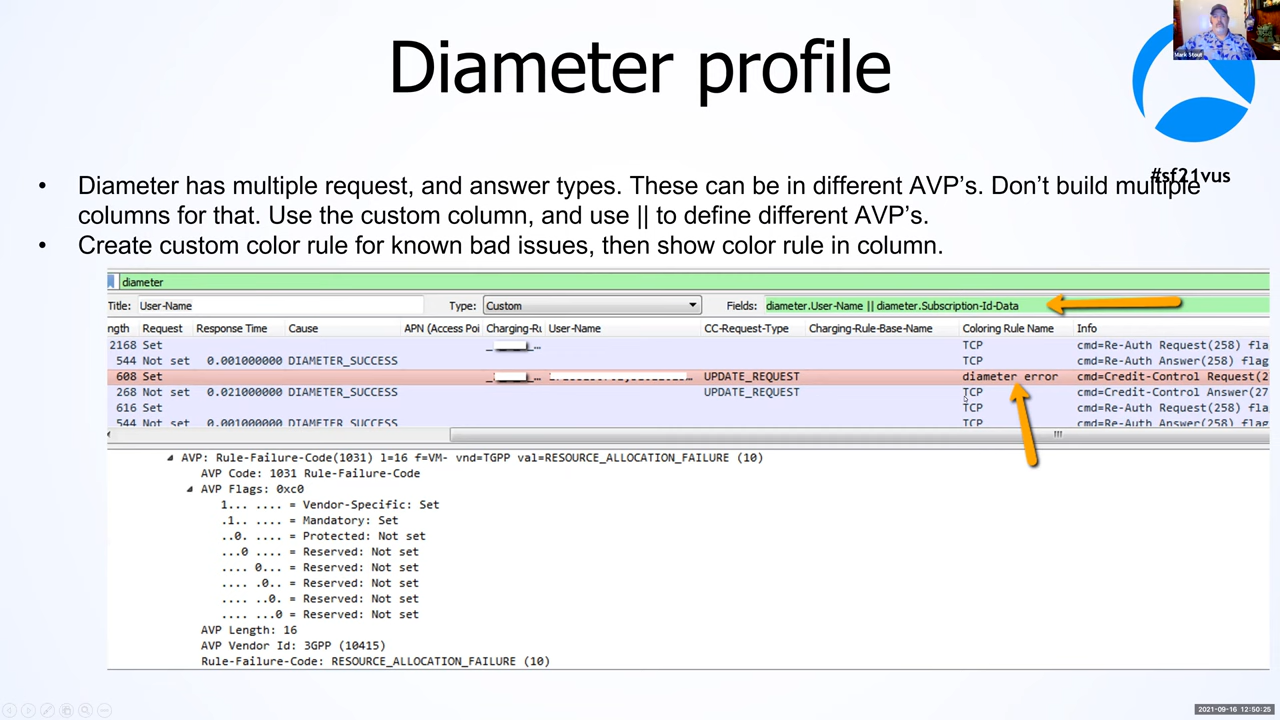 Diameter profile
Mark Stout
#sf21vus
• Diameter has multiple request, and answer types. These can be in different AVP's. Don't build multiple
columns for that. Use the custom column, and use || to define different AVP's.
• Create custom color rule for known bad issues, then show color rule in column.
diameter
Title: User-Name Type: Custom Fields: diameter.User-Name || diameter.Subscription-Id-Data
ngth Request Response Time Cause APN (Access Poi Charging-Ru User-Name CC-Request-Type Charging-Rule-Base-Name Coloring Rule Name Info
2168 Set _ _… TCP cmd=Re-Auth Request(258) fla
544 Not set 0.001000000 DIAMETER_SUCCESS TCP cmd=Re-Auth Answer(258) flag
608 Set _ _… … UPDATE_REQUEST diameter error cmd=Credit-Control Request(2
268 Not set 0.021000000 DIAMETER_SUCCESS UPDATE_REQUEST TCP cmd=Credit-Control Answer(27
616 Set TCP cmd=Re-Auth Request(258) fla
544 Not set 0.001000000 DIAMETER_SUCCESS TCP cmd=Re-Auth Answer(258) flag
AVP: Rule-Failure-Code(1031) l=16 f=VM- vnd=TGPP val=RESOURCE_ALLOCATION_FAILURE (10)
AVP Code: 1031 Rule-Failure-Code
AVP Flags: 0xc0
1... .... = Vendor-Specific: Set
.1.. .... = Mandatory: Set
..0. .... = Protected: Not set
...0 .... = Reserved: Not set
.... 0... = Reserved: Not set
.... .0.. = Reserved: Not set
.... ..0. = Reserved: Not set
.... ...0 = Reserved: Not set
AVP Length: 16
AVP Vendor Id: 3GPP (10415)
Rule-Failure-Code: RESOURCE_ALLOCATION_FAILURE (10)
2021-09-16 12:50:25